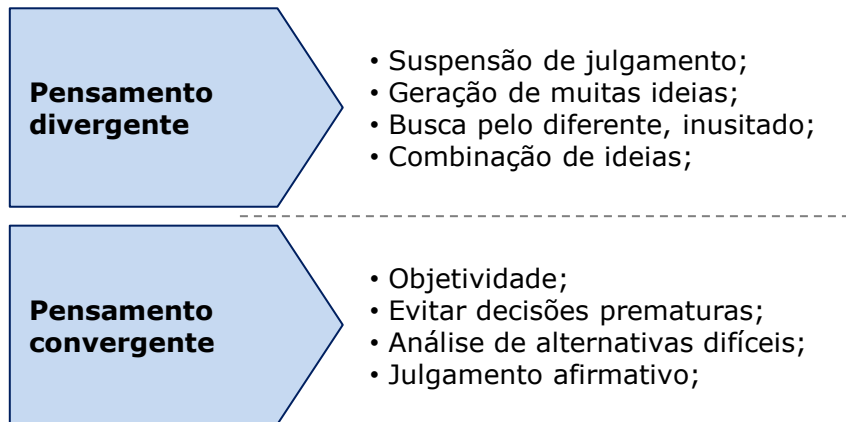 Pensamento
divergente
• Suspensão de julgamento;
• Geração de muitas ideias;
• Busca pelo diferente, inusitado;
• Combinação de ideias;
Pensamento
convergente
• Objetividade;
• Evitar decisões prematuras;
• Análise de alternativas difíceis;
• Julgamento afirmativo;